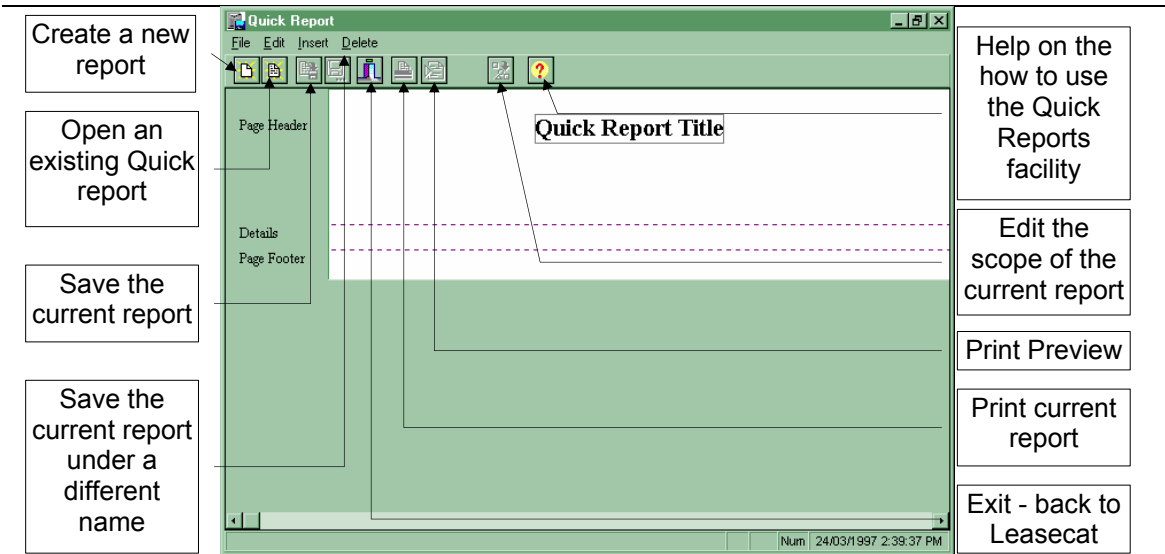 Create a new
report
Open an
existing Quick
report
Save the
current report
Save the
current report
under a
different
name
Quick Report
File Edit Insert Delete
Page Header
Quick Report Title
Details
Page Footer
Num 24/03/1997 2:39:37 PM
Help on the
how to use
the Quick
Reports
facility
Edit the
scope of the
current report
Print Preview
Print current
report
Exit - back to
Leasecat